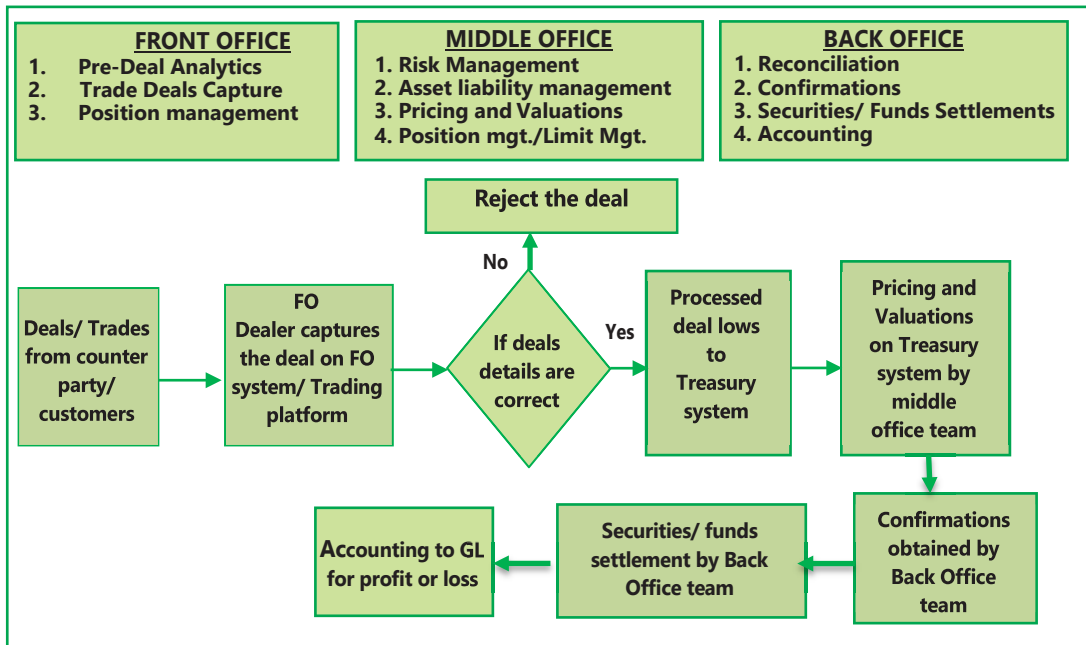 FRONT OFFICE
1. Pre-Deal Analytics
2. Trade Deals Capture
3. Position management
MIDDLE OFFICE
1. Risk Management
2. Asset liability management
3. Pricing and Valuations
4. Position mgt./Limit Mgt.
BACK OFFICE
1. Reconciliation
2. Confirmations
3. Securities/ Funds Settlements
4. Accounting
Reject the deal
No
Deals/ Trades
from counter
party/
customers
FO
Dealer captures
the deal on FO
system/ Trading
platform
If deals
details are
correct
Yes
Processed
deal lows
to
Treasury
system
Pricing and
Valuations
on Treasury
system by
middle
office team
Confirmations
obtained by
Back Office
team
Securities/ funds
settlement by Back
Office team
Accounting to GL
for profit or loss